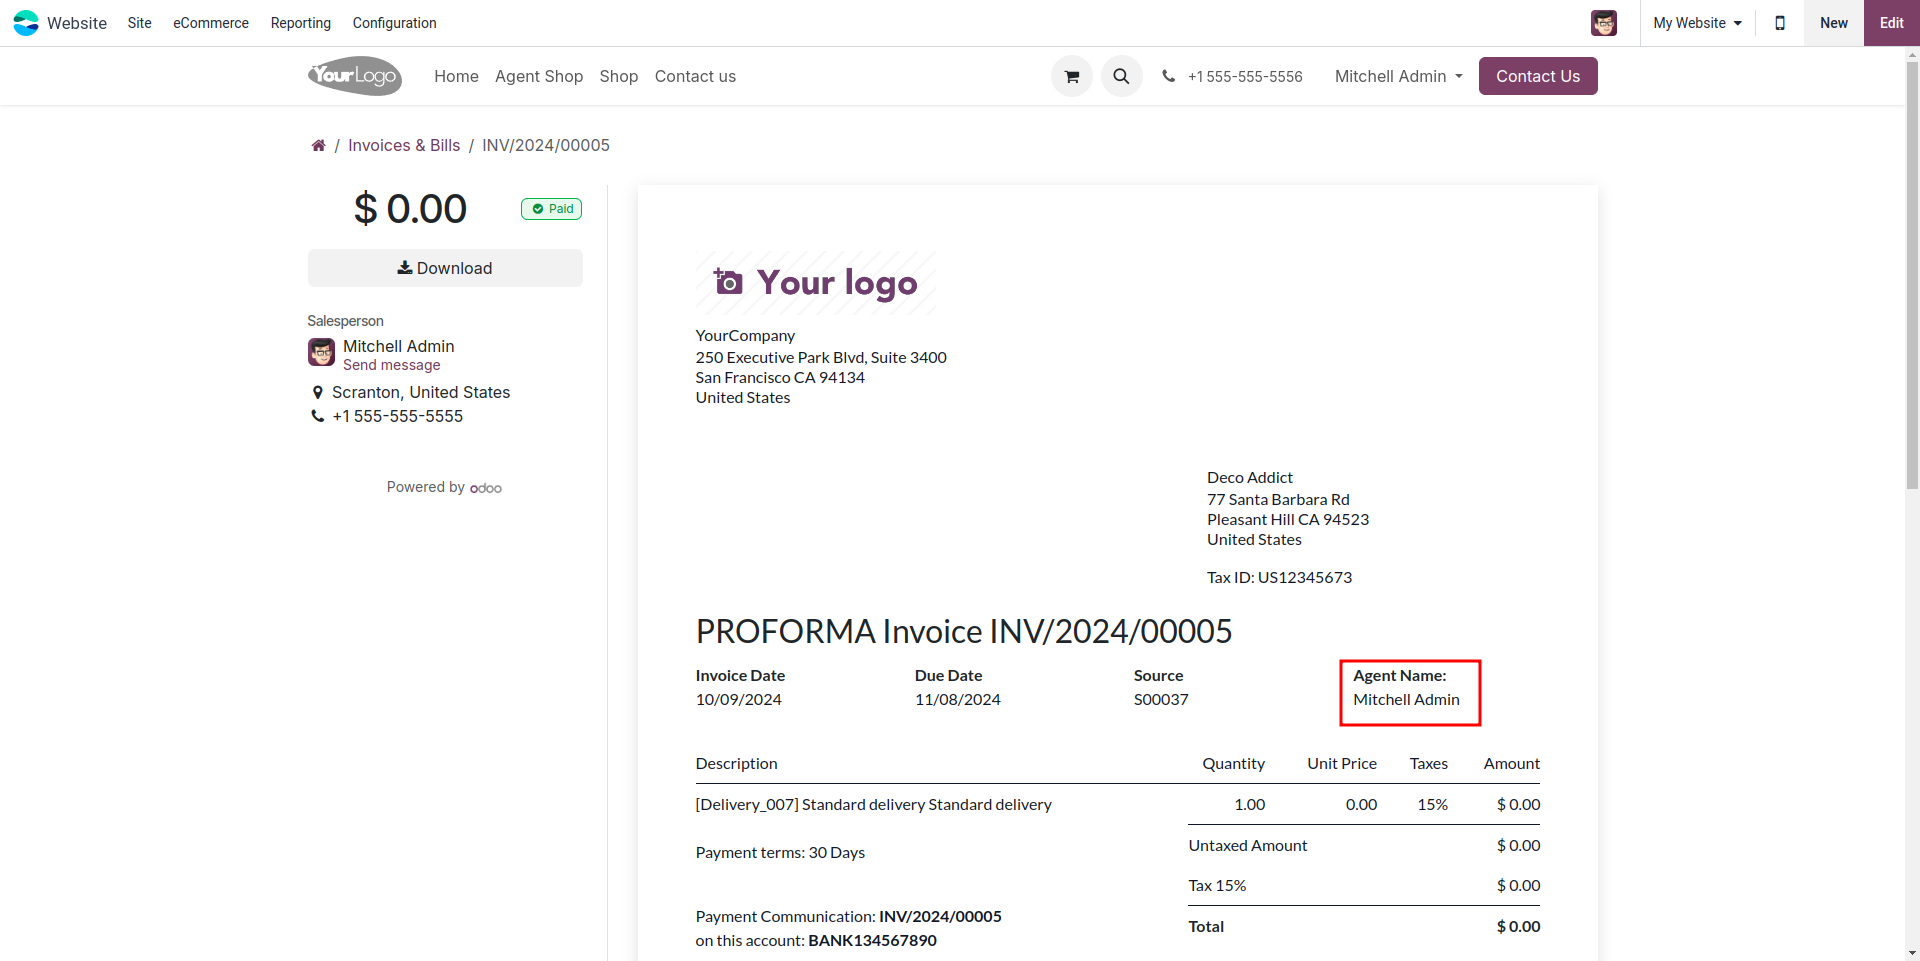 Website Site eCommerce Reporting Configuration My Website New Edit
YourLogo Home Agent Shop Shop Contact us +1 555-555-5556 Mitchell Admin Contact Us
/ Invoices & Bills / INV/2024/00005
$ 0.00 Paid
Download
Salesperson
Mitchell Admin
Send message
Scranton, United States
+1 555-555-5555
Powered by odoo
Your logo
YourCompany
250 Executive Park Blvd, Suite 3400
San Francisco CA 94134
United States
Deco Addict
77 Santa Barbara Rd
Pleasant Hill CA 94523
United States
Tax ID: US12345673
PROFORMA Invoice INV/2024/00005
Invoice Date Due Date Source Agent Name:
10/09/2024 11/08/2024 S00037 Mitchell Admin
Description Quantity Unit Price Taxes Amount
[Delivery_007] Standard delivery Standard delivery 1.00 0.00 15% $ 0.00
Untaxed Amount $ 0.00
Payment terms: 30 Days
Tax 15% $ 0.00
Payment Communication: INV/2024/00005
Total $ 0.00
on this account: BANK134567890